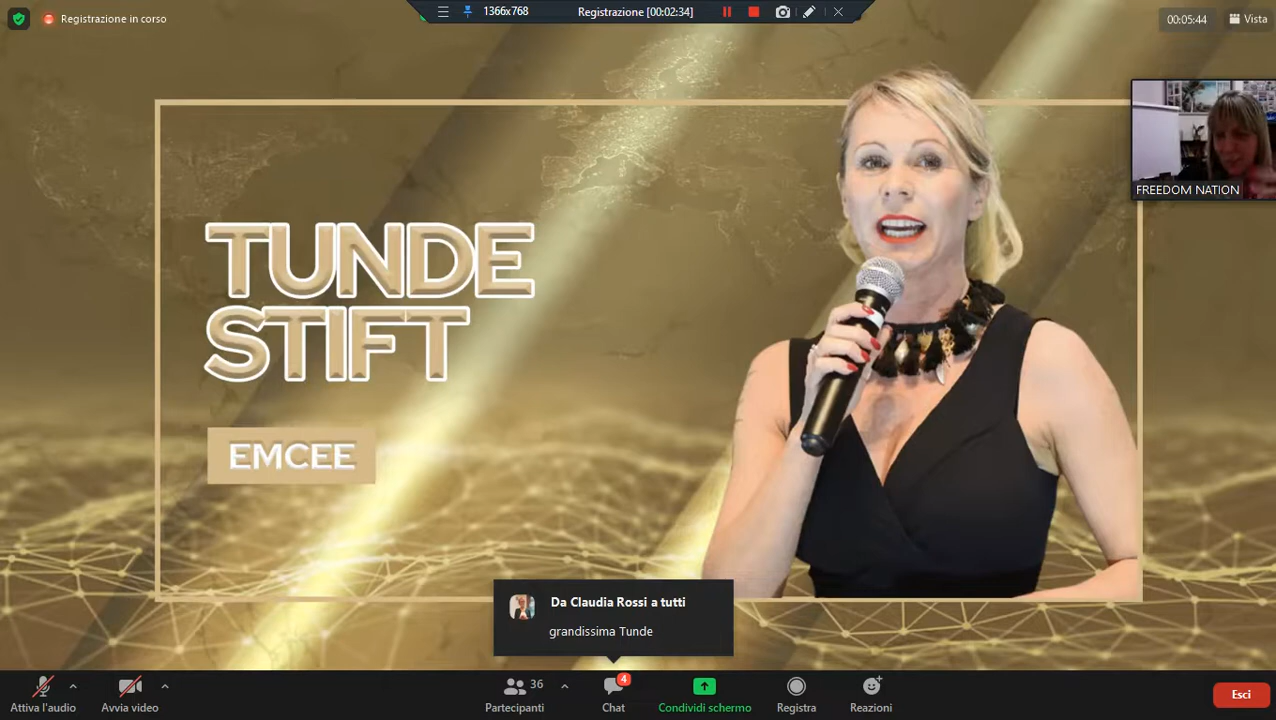 1366x768
Registrazione [00:02:34]
Registrazione in corso
00:05:44
Vista
FREEDOM NATION
TUNDE
STIFT
EMCEE
Da Claudia Rossi a tutti
grandissima Tunde
36
4
Attiva l'audio
Avvia video
Partecipanti
Chat
Condividi schermo
Registra
Reazioni
Esci